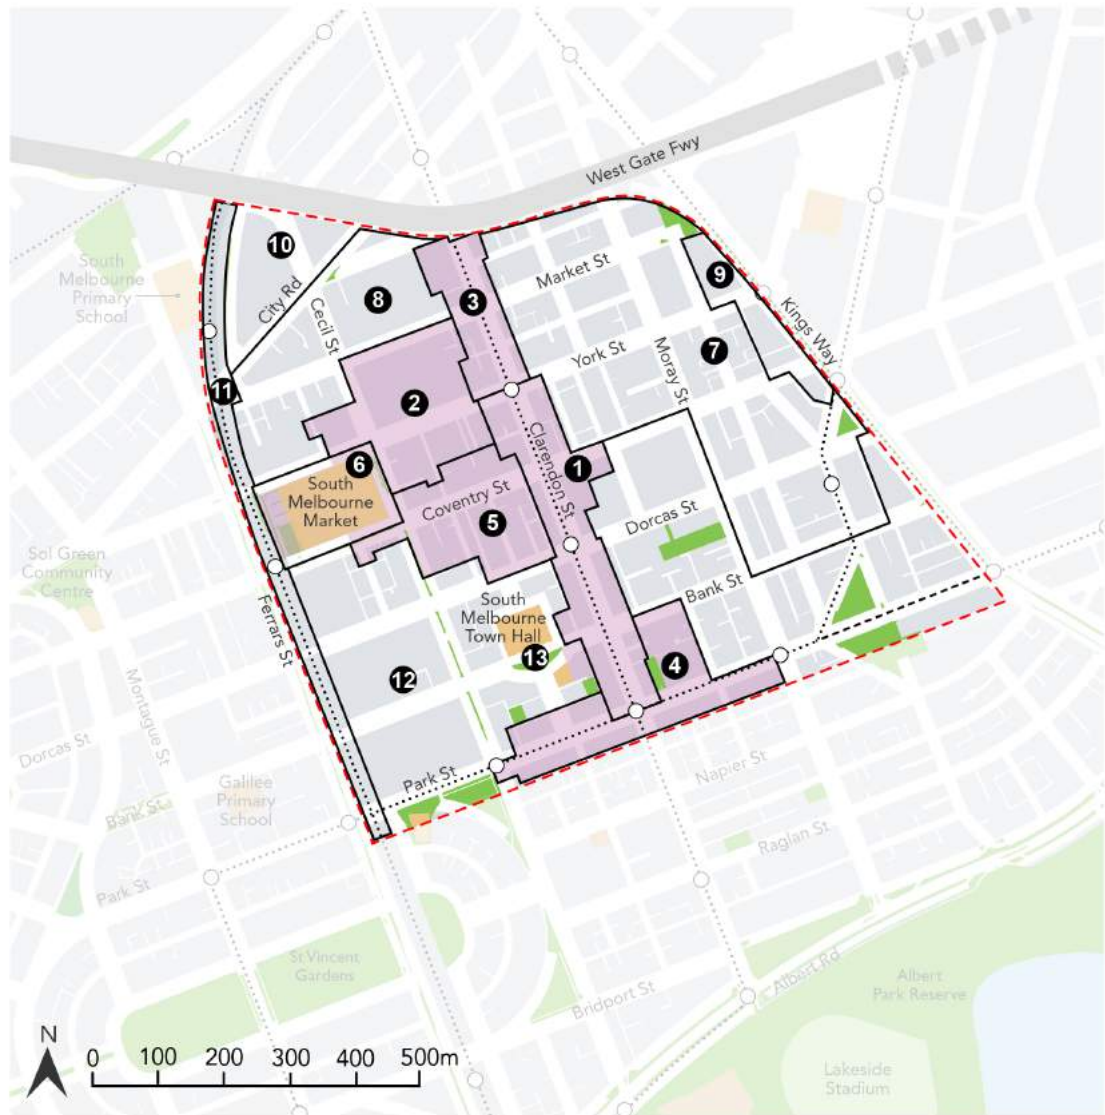 West Gate Fwy
South
Melbourne
Primary
School
10
City Rd
Cecil St
8
3
Market St
9
Kings Way
York St
Moray St
7
11
2
Clarendon St
6
South
Melbourne
Market
Coventry St
5
1
Dorcas St
Sol Green
Community
Centre
Ferrars St
South
Melbourne
Town Hall
13
Bank St
4
12
Montague St
Dorcas St
Park St
Galilee
Primary
School
Bank St
Napier St
Raglan St
Park St
St Vincent
Gardens
Bridport St
Albert Rd
Albert
Park Reserve
Lakeside
Stadium
N
0 100 200 300 400 500m